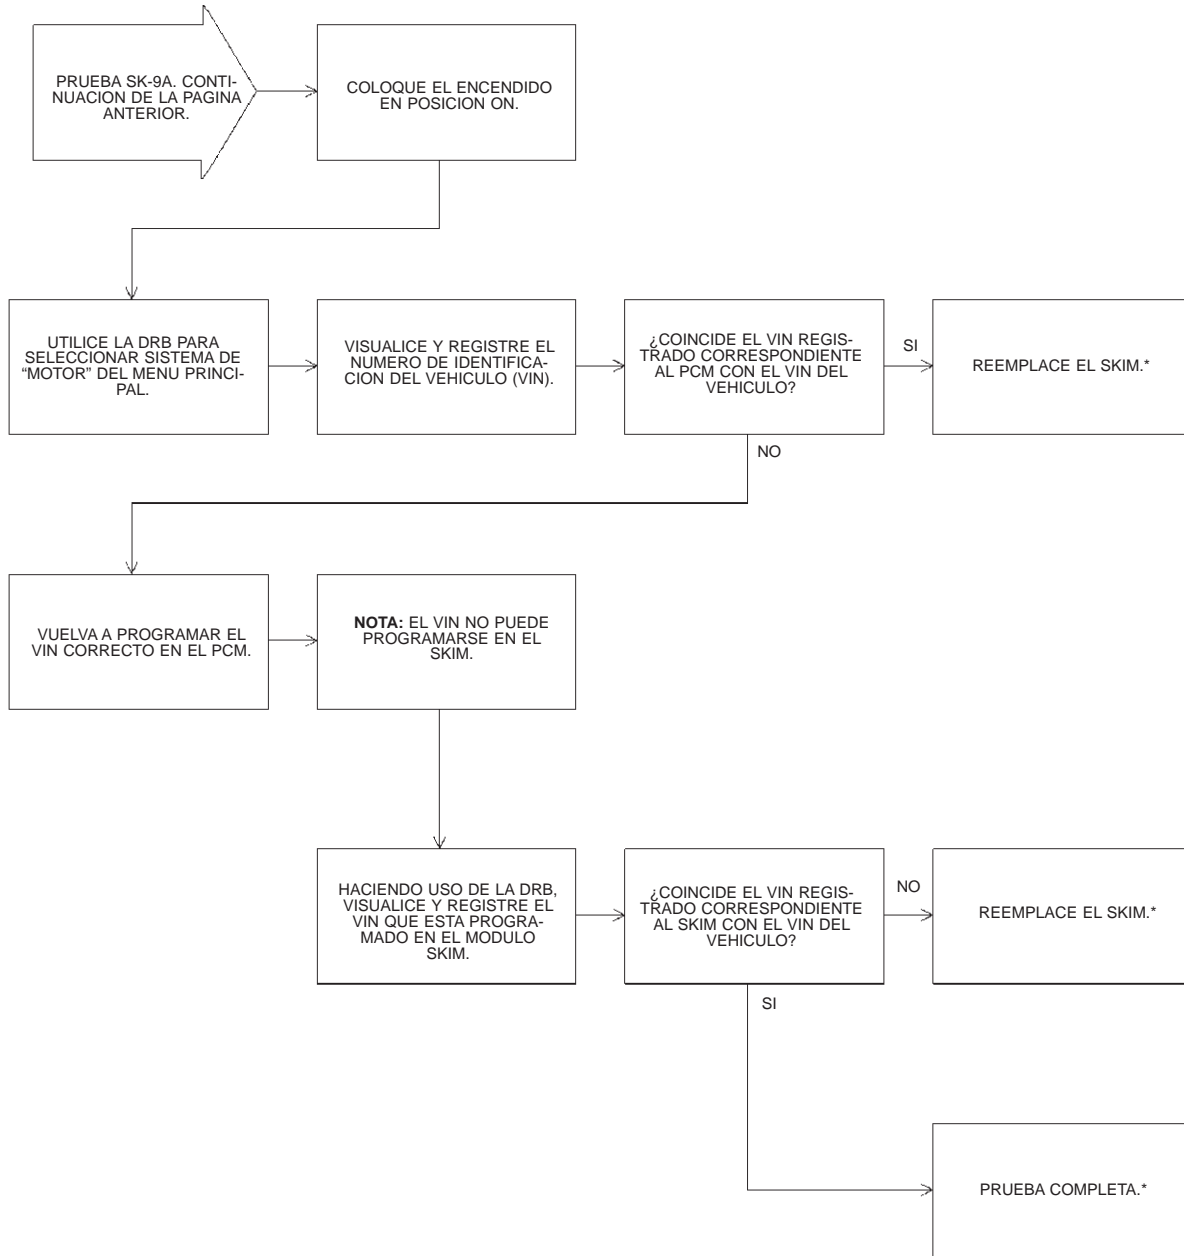 PRUEBA SK-9A. CONTI-
NUACION DE LA PAGINA
ANTERIOR.
COLOQUE EL ENCENDIDO
EN POSICION ON.
UTILICE LA DRB PARA
SELECCIONAR SISTEMA DE
“MOTOR” DEL MENU PRINCI-
PAL.
VISUALICE Y REGISTRE EL
NUMERO DE IDENTIFICA-
CION DEL VEHICULO (VIN).
¿COINCIDE EL VIN REGIS-
TRADO CORRESPONDIENTE
AL PCM CON EL VIN DEL
VEHICULO?
SI
REEMPLACE EL SKIM.*
NO
VUELVA A PROGRAMAR EL
VIN CORRECTO EN EL PCM.
NOTA: EL VIN NO PUEDE
PROGRAMARSE EN EL
SKIM.
HACIENDO USO DE LA DRB,
VISUALICE Y REGISTRE EL
VIN QUE ESTA PROGRA-
MADO EN EL MODULO
SKIM.
¿COINCIDE EL VIN REGIS-
TRADO CORRESPONDIENTE
AL SKIM CON EL VIN DEL
VEHICULO?
NO
REEMPLACE EL SKIM.*
SI
PRUEBA COMPLETA.*